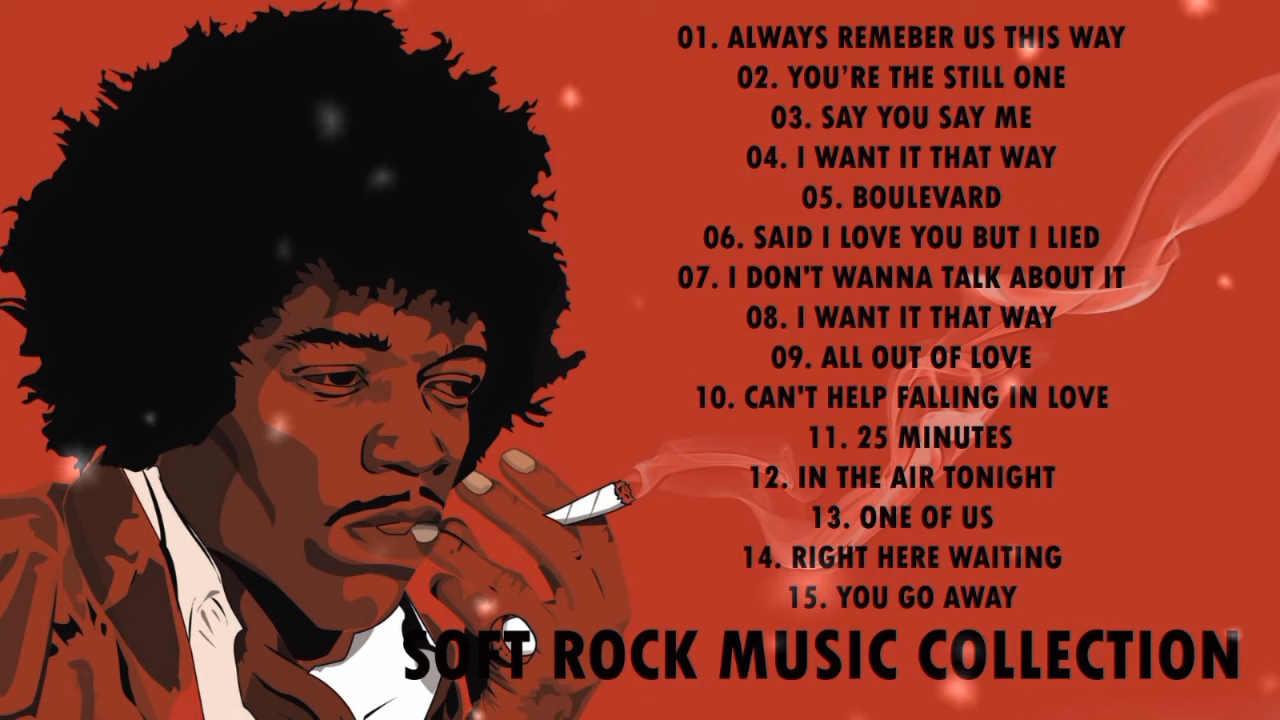 01. ALWAYS REMEBER US THIS WAY
02. YOU’RE THE STILL ONE
03. SAY YOU SAY ME
04. I WANT IT THAT WAY
05. BOULEVARD
06. SAID I LOVE YOU BUT I LIED
07. I DON'T WANNA TALK ABOUT IT
08. I WANT IT THAT WAY
09. ALL OUT OF LOVE
10. CAN'T HELP FALLING IN LOVE
11. 25 MINUTES
12. IN THE AIR TONIGHT
13. ONE OF US
14. RIGHT HERE WAITING
15. YOU GO AWAY
SOFT ROCK MUSIC COLLECTION